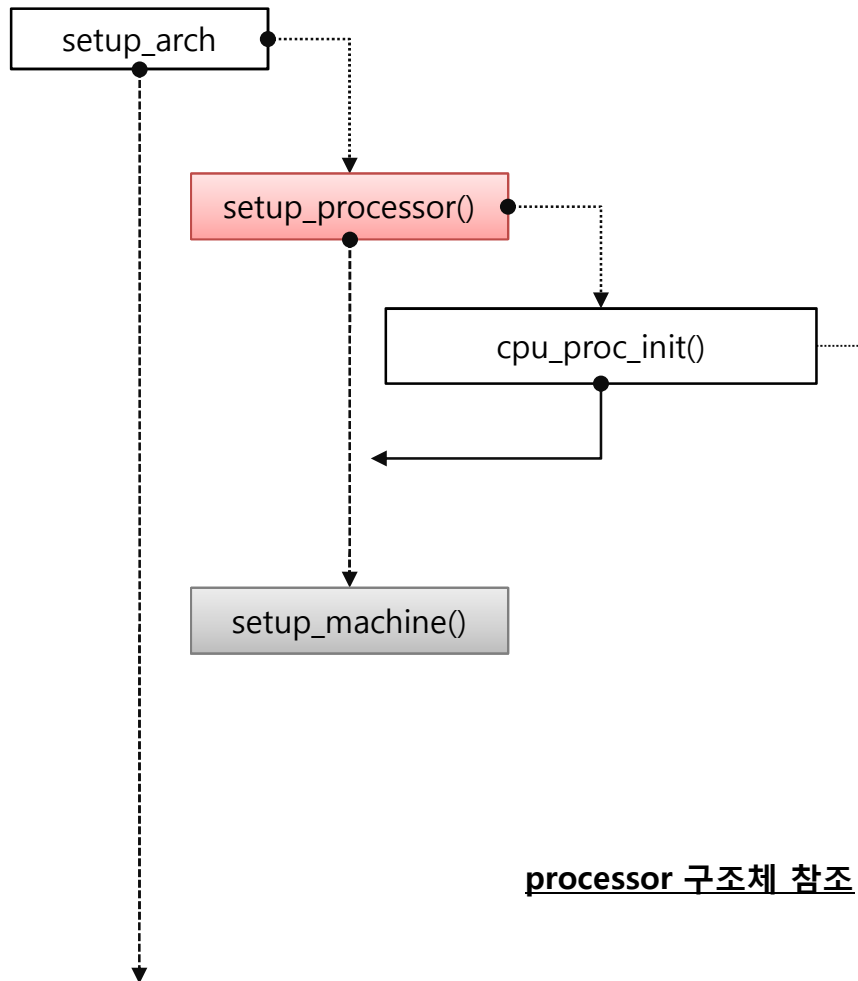 setup_arch
setup_processor()
cpu_proc_init()
setup_machine()
processor 구조체 참조